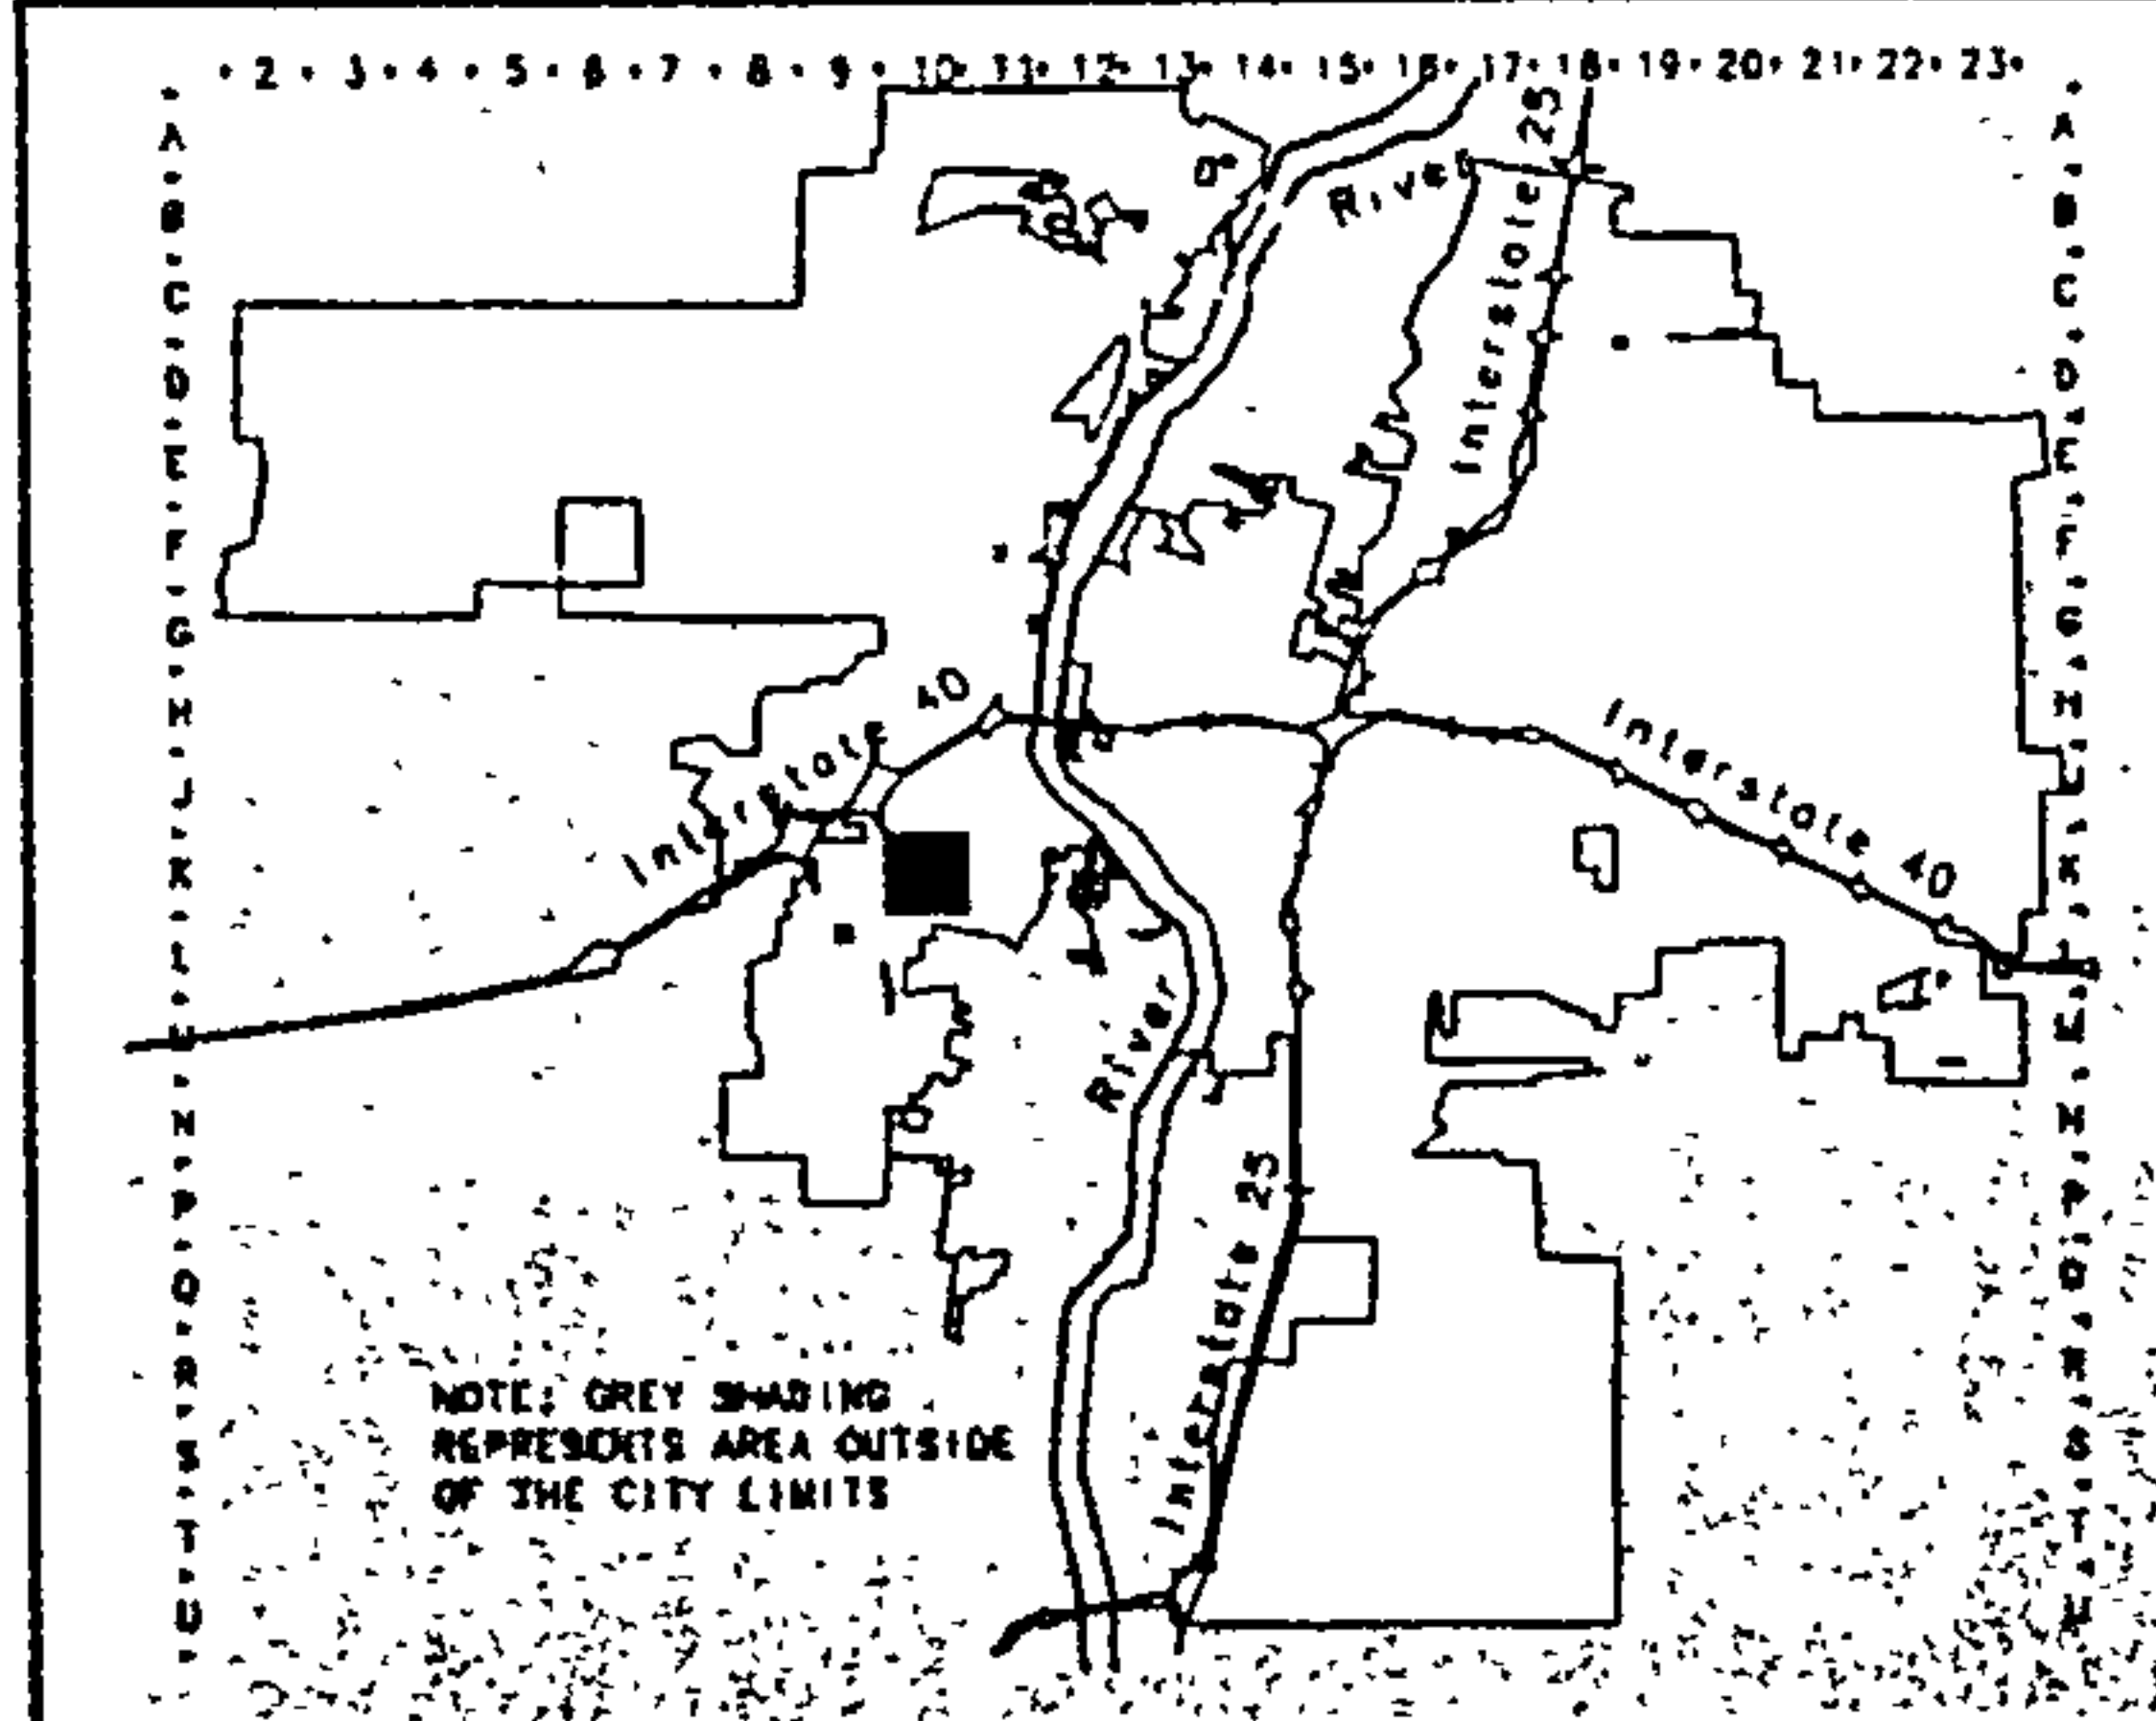 2 3 4 5 6 7 8 9 10 11 12 13 14 15 16 17 18 19 20 21 22 23
A A
B B
C C
D D
E E
F F
G G
H H
J J
K K
L L
M M
N N
P P
Q Q
R R
S S
T T
U U
River
Interstate 25
Interstate 40
Interstate 40
River
Interstate 25
NOTE: GREY SHADING
REPRESENTS AREA OUTSIDE
OF THE CITY LIMITS